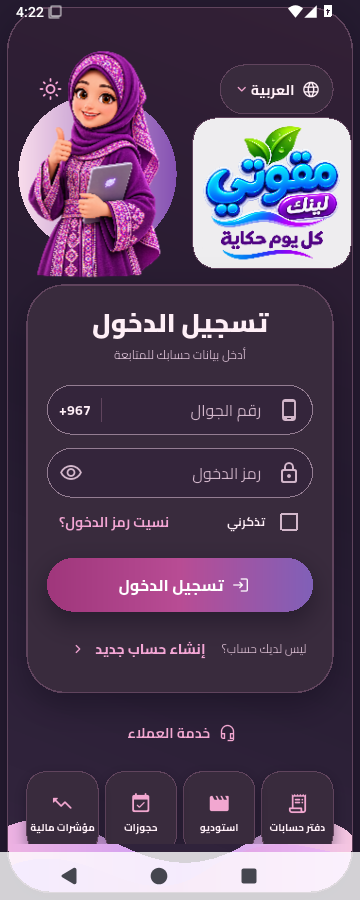 4:22
العربية
مقوتي
لينك
كل يوم حكاية
تسجيل الدخول
أدخل بيانات حسابك للمتابعة
رقم الجوال
+967
رمز الدخول
تذكرني
نسيت رمز الدخول؟
تسجيل الدخول
ليس لديك حساب؟ إنشاء حساب جديد
خدمة العملاء
دفتر حسابات
استوديو
حجوزات
مؤشرات مالية